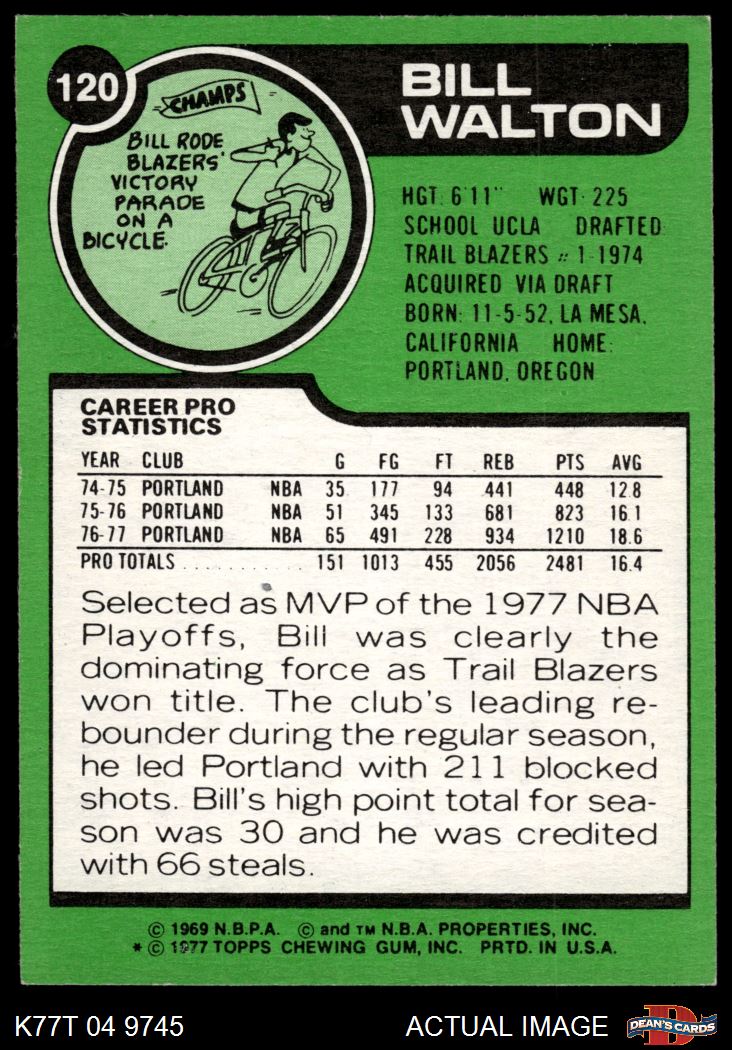 120
CHAMPS
BILL RODE
BLAZERS'
VICTORY
PARADE
ON A
BICYCLE.
BILL
WALTON
HGT: 6'11" WGT: 225
SCHOOL UCLA DRAFTED
TRAIL BLAZERS #1-1974
ACQUIRED VIA DRAFT
BORN: 11-5-52, LA MESA,
CALIFORNIA HOME:
PORTLAND, OREGON
CAREER PRO
STATISTICS
YEAR CLUB G FG FT REB PTS AVG
74-75 PORTLAND NBA 35 177 94 441 448 12.8
75-76 PORTLAND NBA 51 345 133 681 823 16.1
76-77 PORTLAND NBA 65 491 228 934 1210 18.6
PRO TOTALS . . . . . . . . . . . . 151 1013 455 2056 2481 16.4
Selected as MVP of the 1977 NBA
Playoffs, Bill was clearly the
dominating force as Trail Blazers
won title. The club's leading re-
bounder during the regular season,
he led Portland with 211 blocked
shots. Bill's high point total for sea-
son was 30 and he was credited
with 66 steals.
© 1969 N.B.P.A. © and TM N.B.A. PROPERTIES, INC.
* © 1977 TOPPS CHEWING GUM, INC. PRTD. IN U.S.A.
K77T 04 9745
ACTUAL IMAGE
D
DEAN'S CARDS